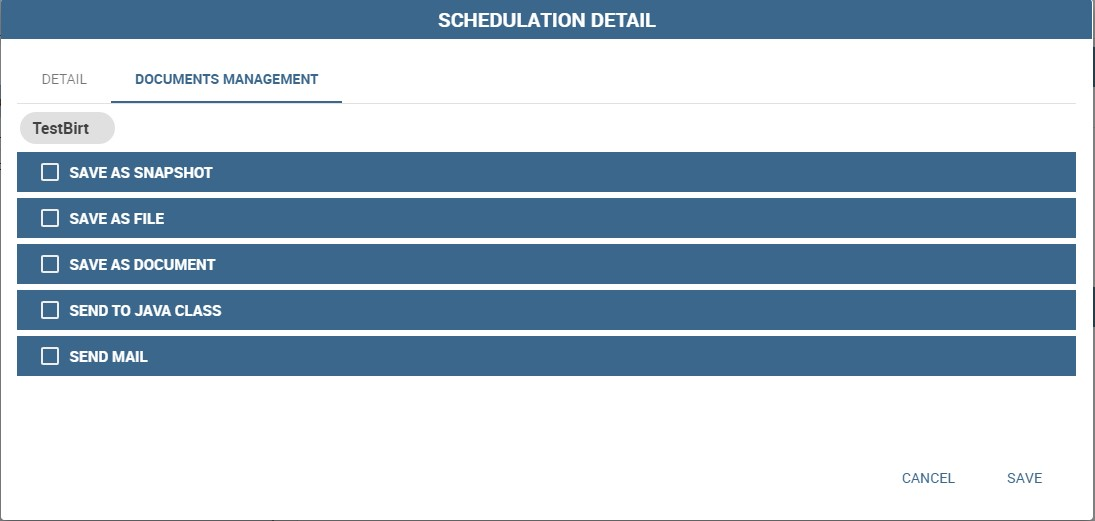 SCHEDULATION DETAIL
DETAIL DOCUMENTS MANAGEMENT
TestBirt
SAVE AS SNAPSHOT
SAVE AS FILE
SAVE AS DOCUMENT
SEND TO JAVA CLASS
SEND MAIL
CANCEL SAVE